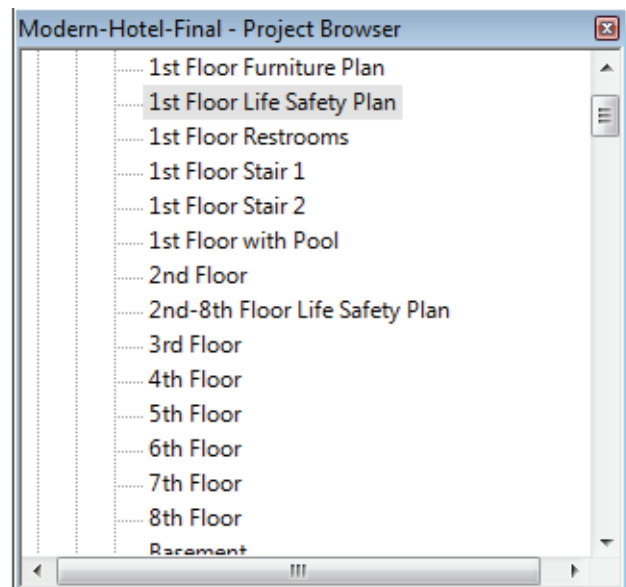 Modern-Hotel-Final - Project Browser
1st Floor Furniture Plan
1st Floor Life Safety Plan
1st Floor Restrooms
1st Floor Stair 1
1st Floor Stair 2
1st Floor with Pool
2nd Floor
2nd-8th Floor Life Safety Plan
3rd Floor
4th Floor
5th Floor
6th Floor
7th Floor
8th Floor
Basement